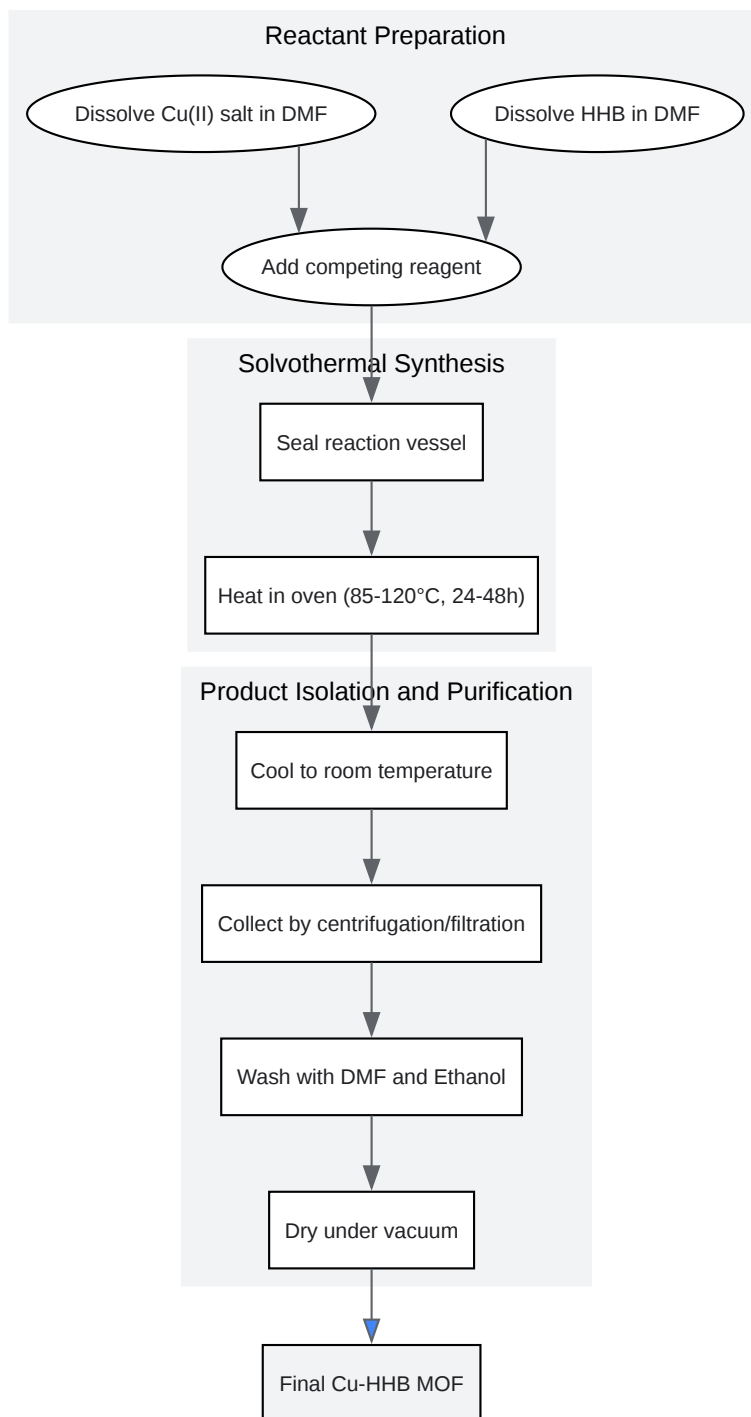 Reactant Preparation
Dissolve Cu(II) salt in DMF
Dissolve HHB in DMF
Add competing reagent
Solvothermal Synthesis
Seal reaction vessel
Heat in oven (85-120°C, 24-48h)
Product Isolation and Purification
Cool to room temperature
Collect by centrifugation/filtration
Wash with DMF and Ethanol
Dry under vacuum
Final Cu-HHB MOF